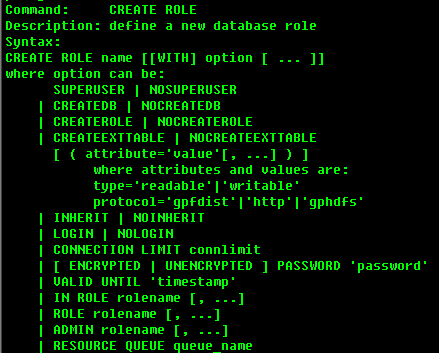 Command:     CREATE ROLE
Description: define a new database role
Syntax:
CREATE ROLE name [[WITH] option [ ... ]]
where option can be:
      SUPERUSER | NOSUPERUSER
    | CREATEDB | NOCREATEDB
    | CREATEROLE | NOCREATEROLE
    | CREATEEXTTABLE | NOCREATEEXTTABLE
      [ ( attribute='value'[, ...] ) ]
           where attributes and values are:
           type='readable'|'writable'
           protocol='gpfdist'|'http'|'gphdfs'
    | INHERIT | NOINHERIT
    | LOGIN | NOLOGIN
    | CONNECTION LIMIT connlimit
    | [ ENCRYPTED | UNENCRYPTED ] PASSWORD 'password'
    | VALID UNTIL 'timestamp'
    | IN ROLE rolename [, ...]
    | ROLE rolename [, ...]
    | ADMIN rolename [, ...]
    | RESOURCE QUEUE queue_name